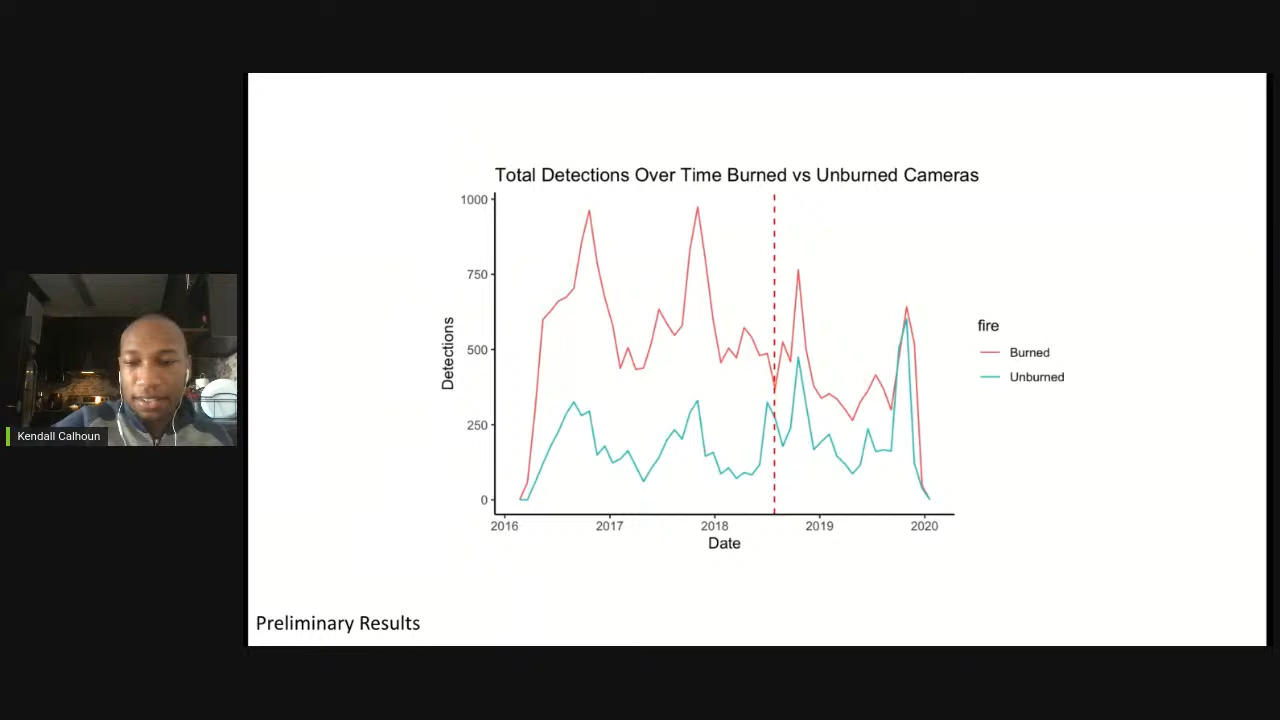 Total Detections Over Time Burned vs Unburned Cameras
1000
750
500
250
0
Detections
2016 2017 2018 2019 2020
Date
fire
Burned
Unburned
Kendall Calhoun
Preliminary Results